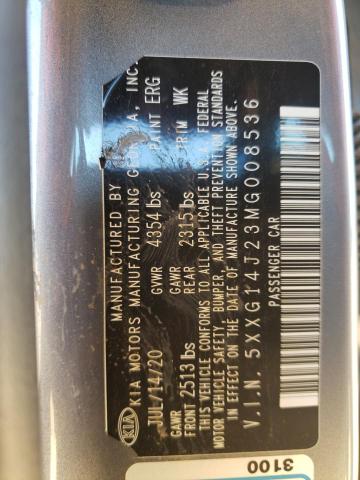 KIA
MANUFACTURED BY
KIA MOTORS MANUFACTURING GEORGIA, INC.
JUL/14/20 GVWR 4354 lbs PAINT ERG
GAWR FRONT 2513 lbs GAWR REAR 2315 lbs TRIM WK
THIS VEHICLE CONFORMS TO ALL APPLICABLE U.S.A. FEDERAL
MOTOR VEHICLE SAFETY, BUMPER, AND THEFT PREVENTION STANDARDS
IN EFFECT ON THE DATE OF MANUFACTURE SHOWN ABOVE.
V.I.N. 5XXG14J23MG008536
PASSENGER CAR
3100